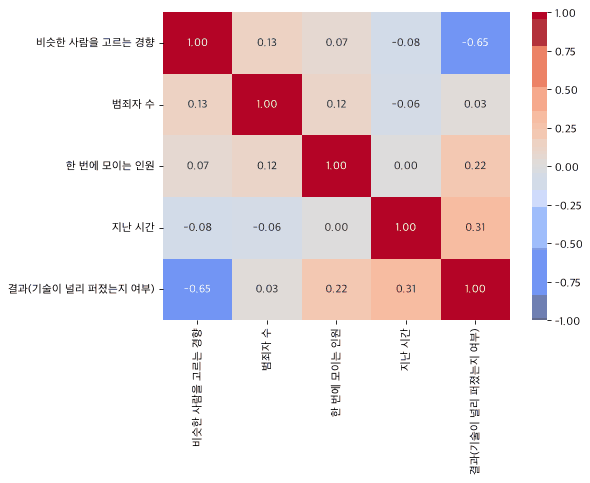 비슷한 사람을 고르는 경향 1.00 0.13 0.07 -0.08 -0.65
범죄자 수 0.13 1.00 0.12 -0.06 0.03
한 번에 모이는 인원 0.07 0.12 1.00 0.00 0.22
지난 시간 -0.08 -0.06 0.00 1.00 0.31
결과(기술이 널리 퍼졌는지 여부) -0.65 0.03 0.22 0.31 1.00
비슷한 사람을 고르는 경향
범죄자 수
한 번에 모이는 인원
지난 시간
결과(기술이 널리 퍼졌는지 여부)
1.00
0.75
0.50
0.25
0.00
-0.25
-0.50
-0.75
-1.00